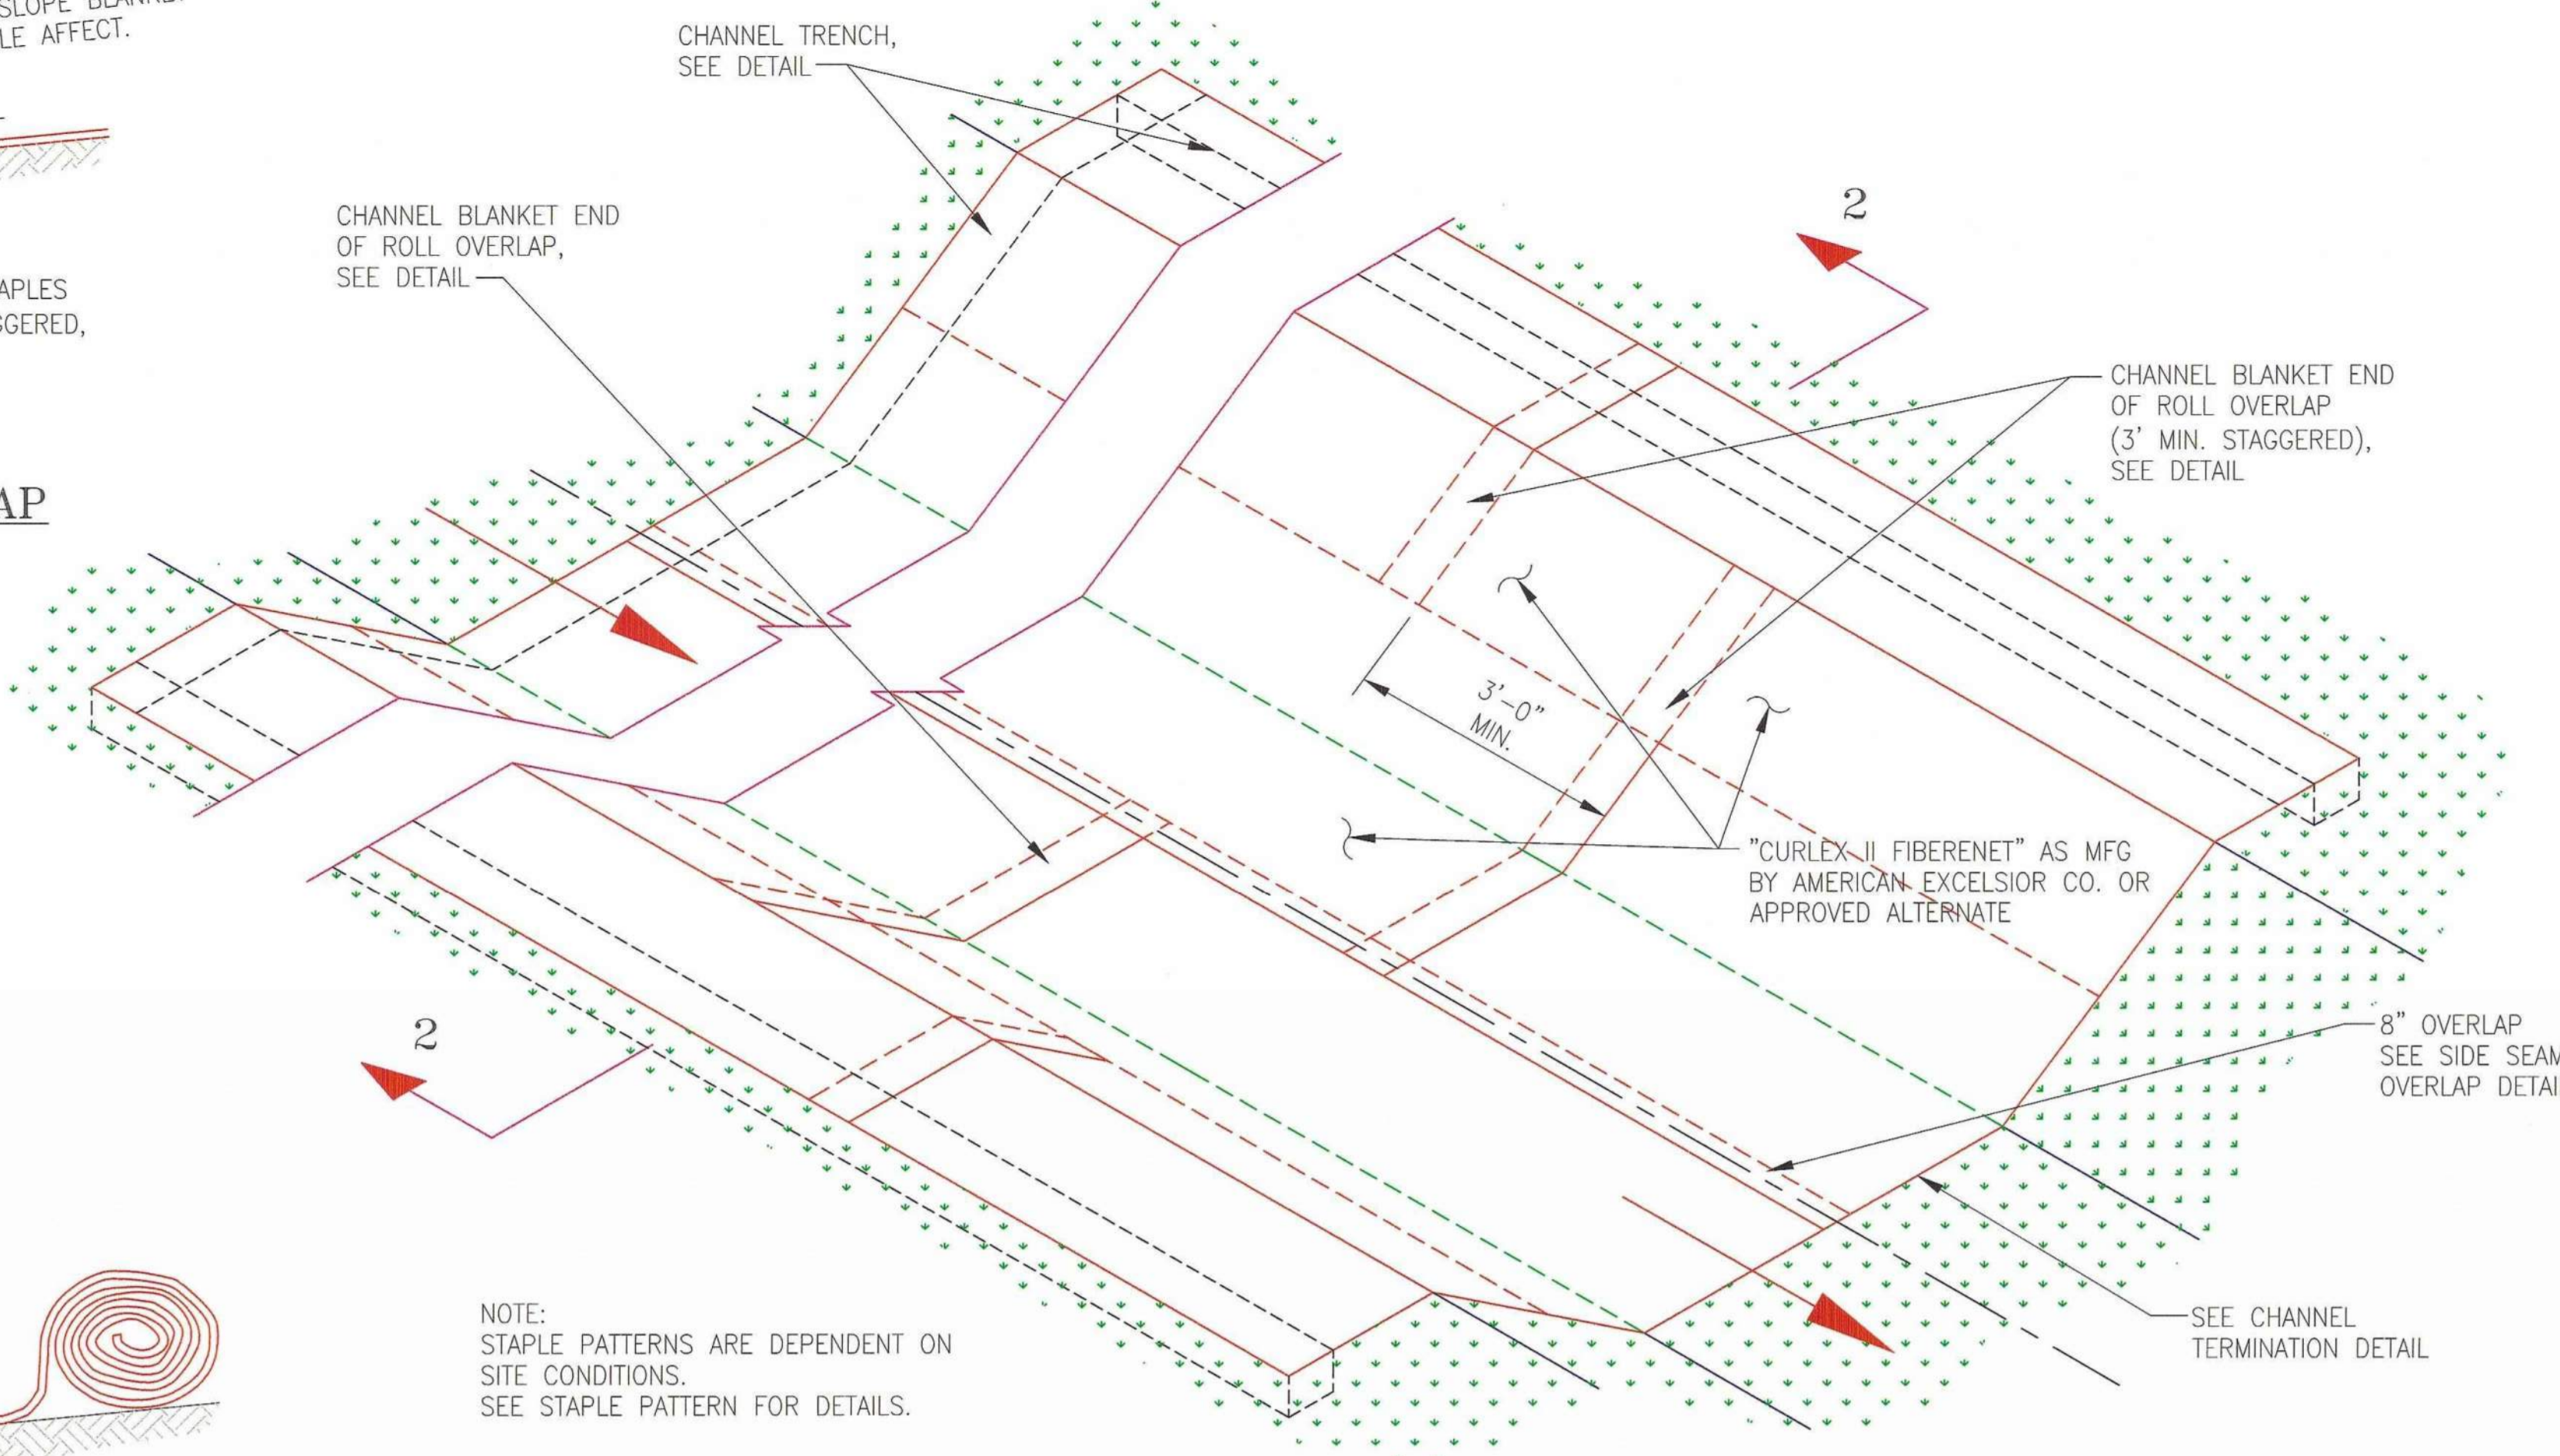 SLOPE
LE AFFECT.
CHANNEL TRENCH,
SEE DETAIL
CHANNEL BLANKET END
OF ROLL OVERLAP,
SEE DETAIL
APLES
GGERED,
AP
2
CHANNEL BLANKET END
OF ROLL OVERLAP
(3' MIN. STAGGERED),
SEE DETAIL
3'-0"
MIN.
"CURLEX II FIBERENET" AS MFG
BY AMERICAN EXCELSIOR CO. OR
APPROVED ALTERNATE
8" OVERLAP
SEE SIDE SEAM
OVERLAP DETAI
2
SEE CHANNEL
TERMINATION DETAIL
NOTE:
STAPLE PATTERNS ARE DEPENDENT ON
SITE CONDITIONS.
SEE STAPLE PATTERN FOR DETAILS.